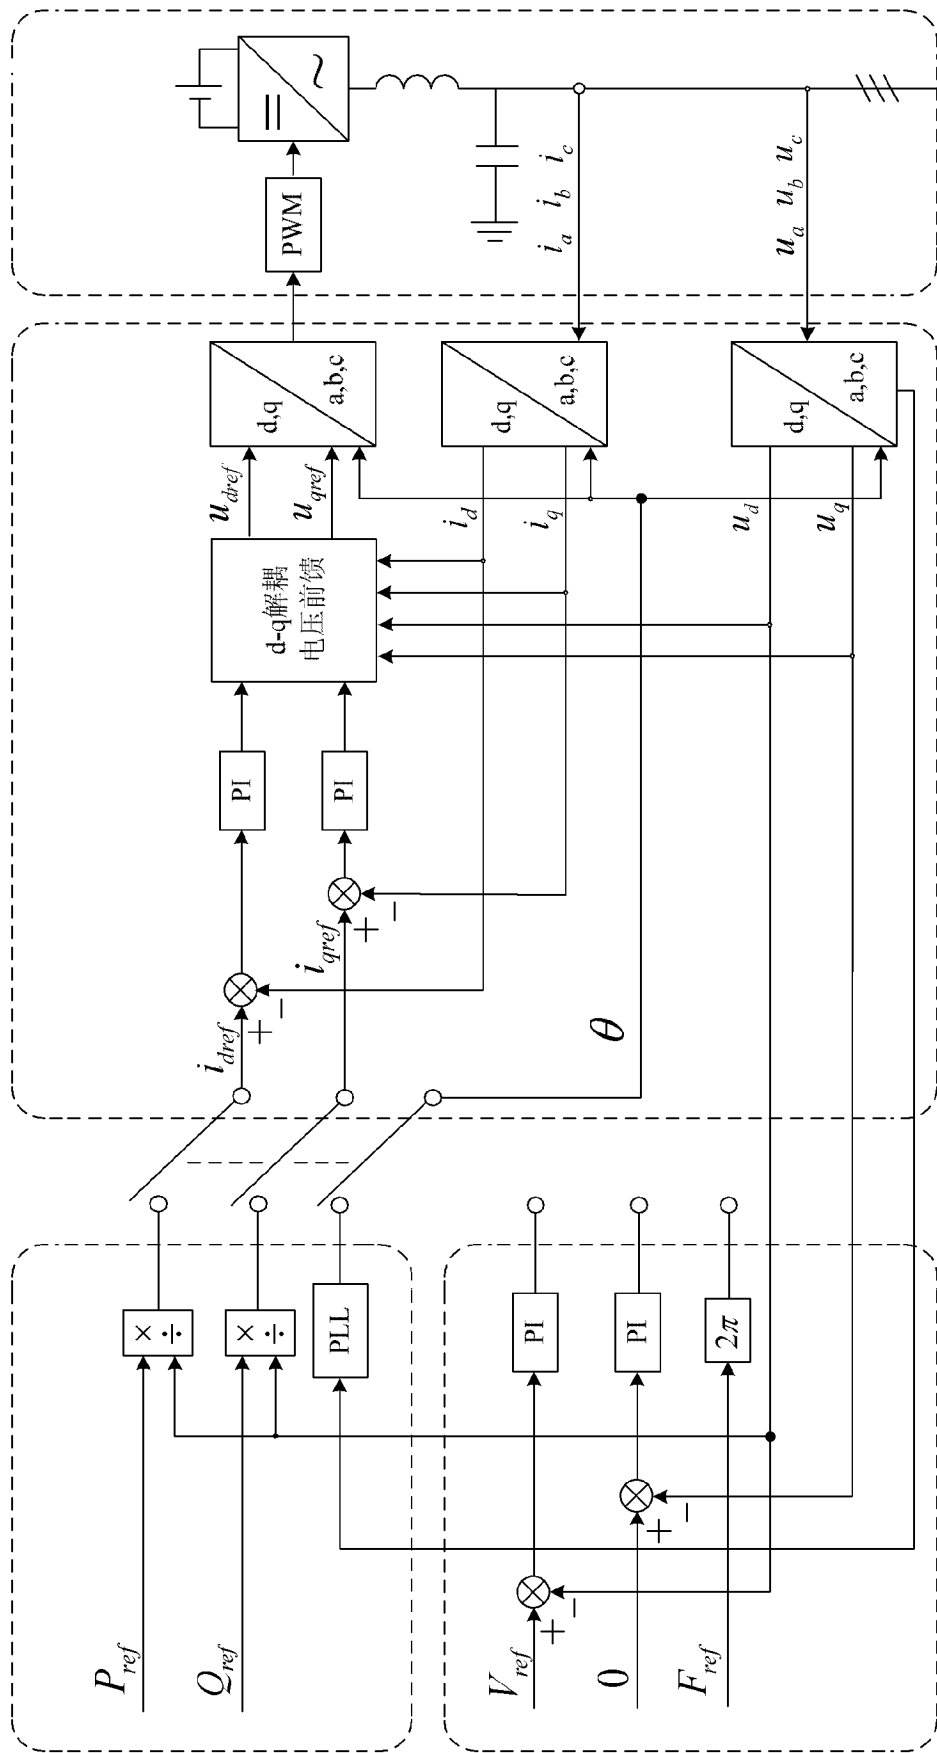 P_ref
Q_ref
×
÷
×
÷
PLL
V_ref
+
−
0
+
−
F_ref
PI
PI
2π
i_dref
+
−
i_qref
+
−
θ
PI
PI
d-q解耦
电压前馈
u_dref
u_qref
i_d
i_q
u_d
u_q
d,q
a,b,c
d,q
a,b,c
d,q
a,b,c
PWM
=
~
i_a i_b i_c
u_a u_b u_c